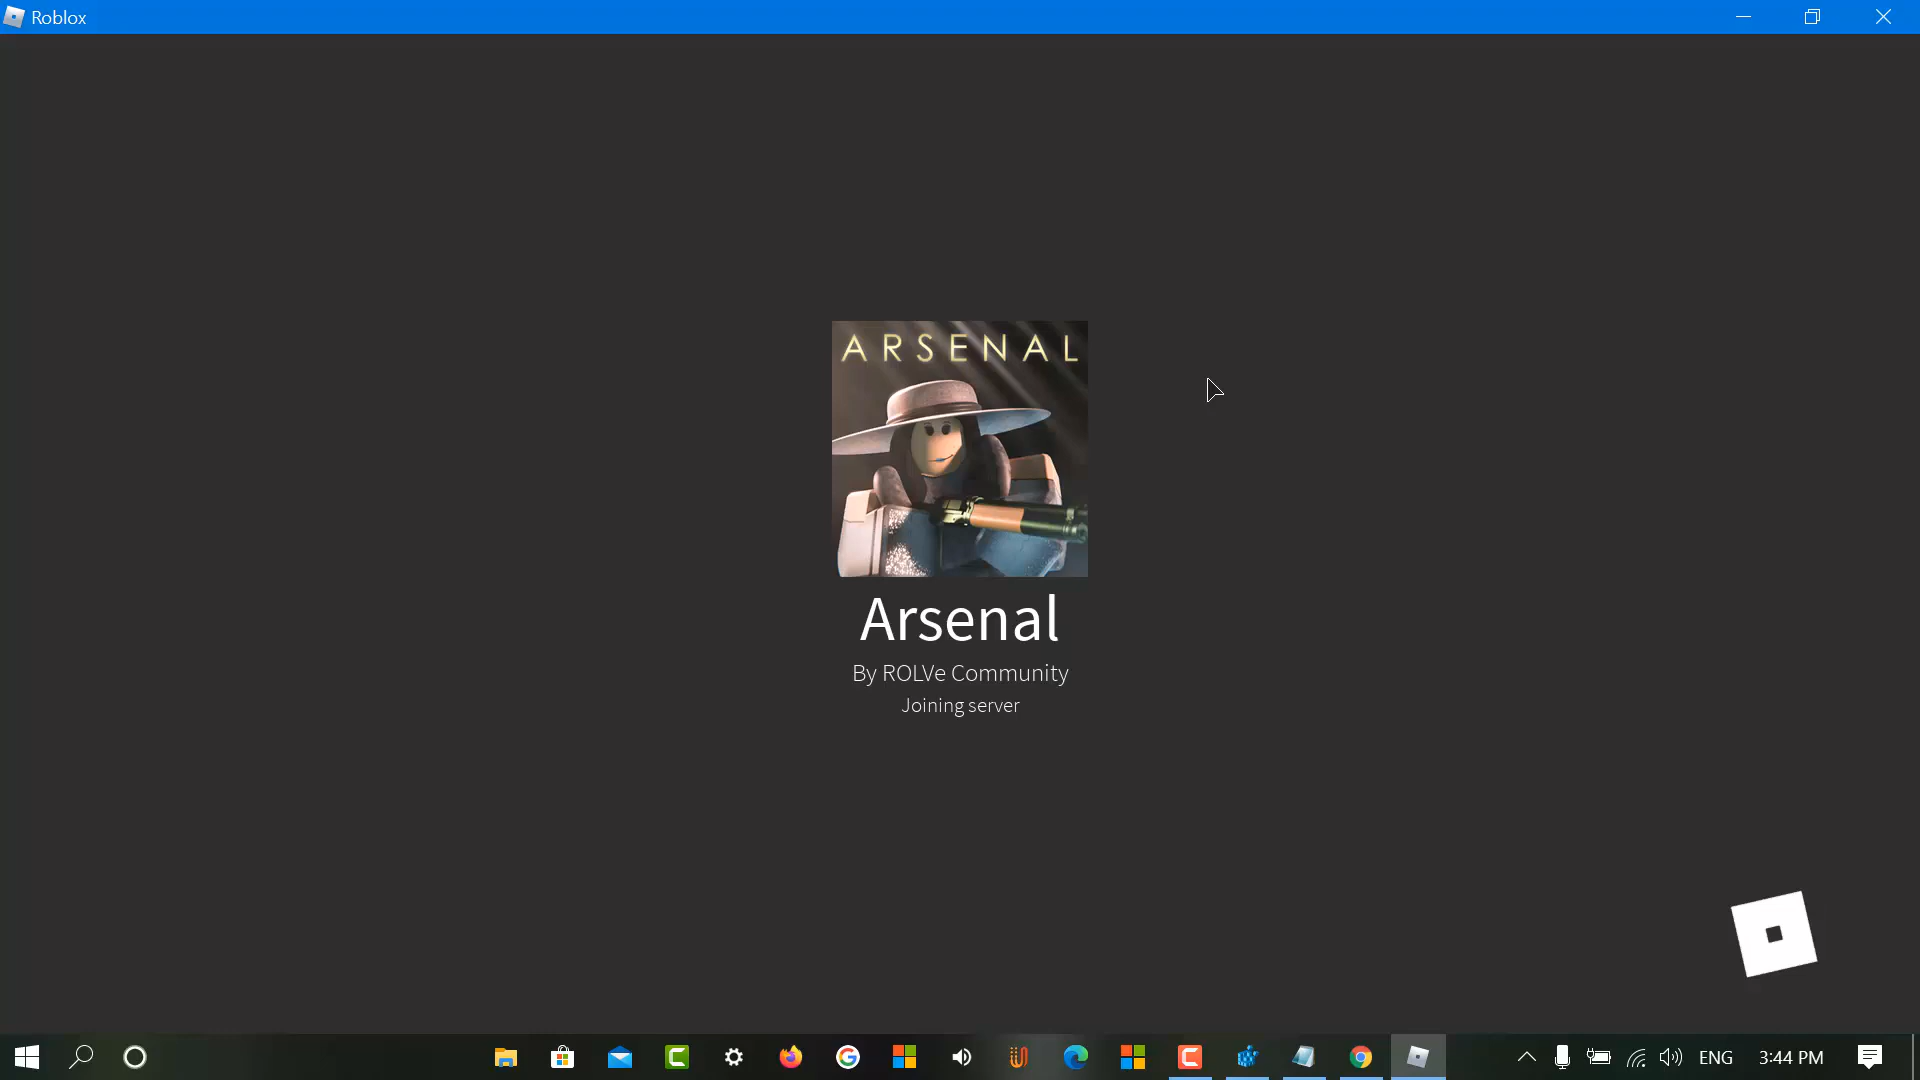 Roblox
ARSENAL
Arsenal
By ROLVe Community
Joining server
ENG
3:44 PM